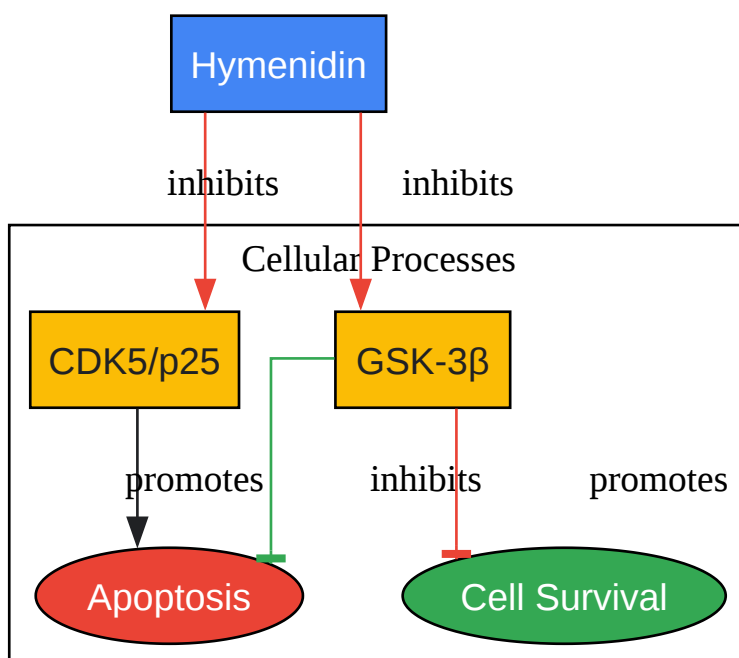 Hymenidin
inhibits
inhibits
Cellular Processes
CDK5/p25
GSK-3β
promotes
inhibits
promotes
Apoptosis
Cell Survival